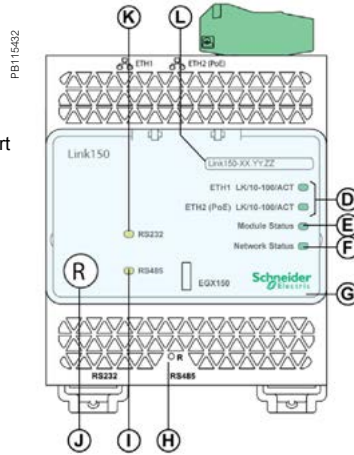 PB115432
K
L
ETH1
ETH2 (PoE)
rt
Link150
Link150-XX.YY.ZZ
ETH1 LK/10-100/ACT
D
ETH2 (PoE) LK/10-100/ACT
Module Status
E
RS232
Network Status
F
R
RS485
EGX150
Schneider
Electric
G
R
RS232
RS485
J
I
H